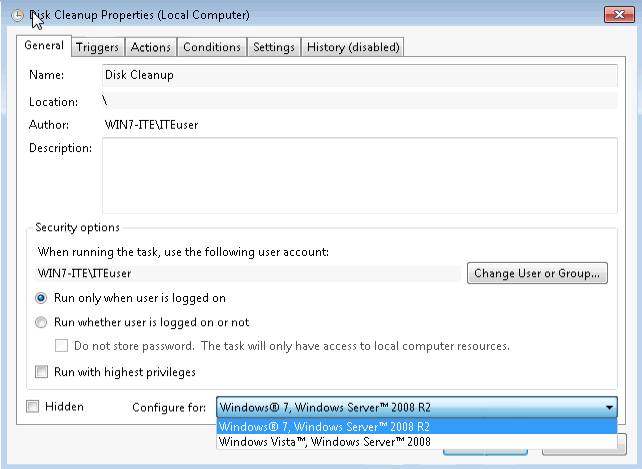 Disk Cleanup Properties (Local Computer)
General Triggers Actions Conditions Settings History (disabled)
Name: Disk Cleanup
Location: \
Author: WIN7-ITE\ITEuser
Description:
Security options
When running the task, use the following user account:
WIN7-ITE\ITEuser Change User or Group...
Run only when user is logged on
Run whether user is logged on or not
Do not store password. The task will only have access to local computer resources.
Run with highest privileges
Hidden Configure for: Windows® 7, Windows Server™ 2008 R2
Windows® 7, Windows Server™ 2008 R2
Windows Vista™, Windows Server™ 2008